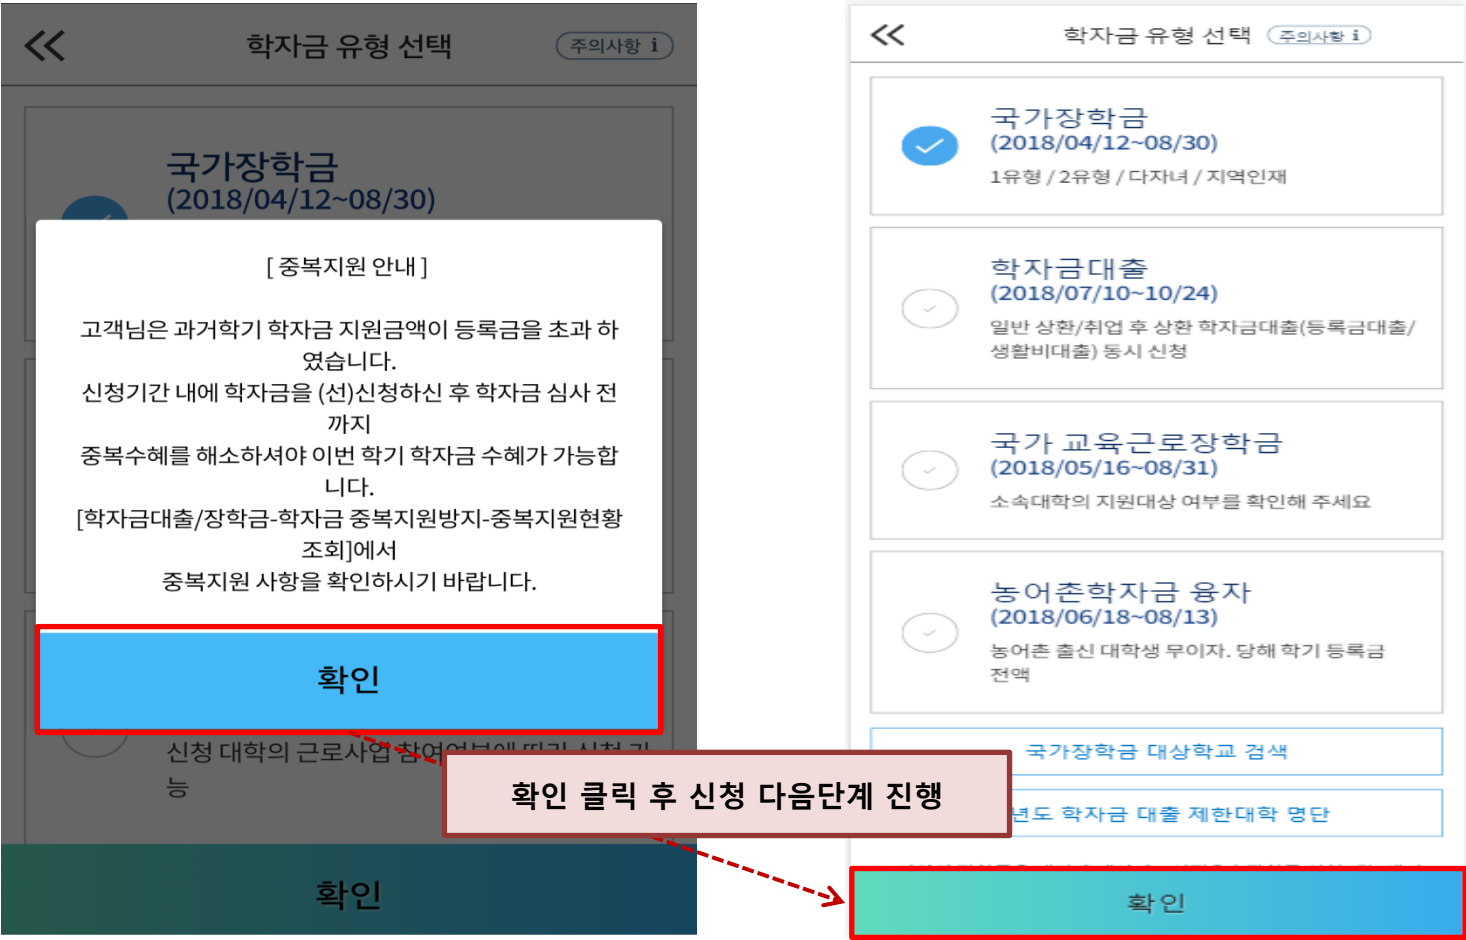 학자금 유형 선택
주의사항 i
국가장학금
(2018/04/12~08/30)
[ 중복지원 안내 ]
고객님은 과거학기 학자금 지원금액이 등록금을 초과 하
였습니다.
신청기간 내에 학자금을 (선)신청하신 후 학자금 심사 전
까지
중복수혜를 해소하셔야 이번 학기 학자금 수혜가 가능합
니다.
[학자금대출/장학금-학자금 중복지원방지-중복지원현황
조회]에서
중복지원 사항을 확인하시기 바랍니다.
확인
신청 대학의 근로사업 참여여부에 따라 신청 가
능
확인
확인 클릭 후 신청 다음단계 진행
학자금 유형 선택
주의사항 i
국가장학금
(2018/04/12~08/30)
1유형 / 2유형 / 다자녀 / 지역인재
학자금대출
(2018/07/10~10/24)
일반 상환/취업 후 상환 학자금대출(등록금대출/
생활비대출) 동시 신청
국가 교육근로장학금
(2018/05/16~08/31)
소속대학의 지원대상 여부를 확인해 주세요
농어촌학자금 융자
(2018/06/18~08/13)
농어촌 출신 대학생 무이자. 당해 학기 등록금
전액
국가장학금 대상학교 검색
년도 학자금 대출 제한대학 명단
확인